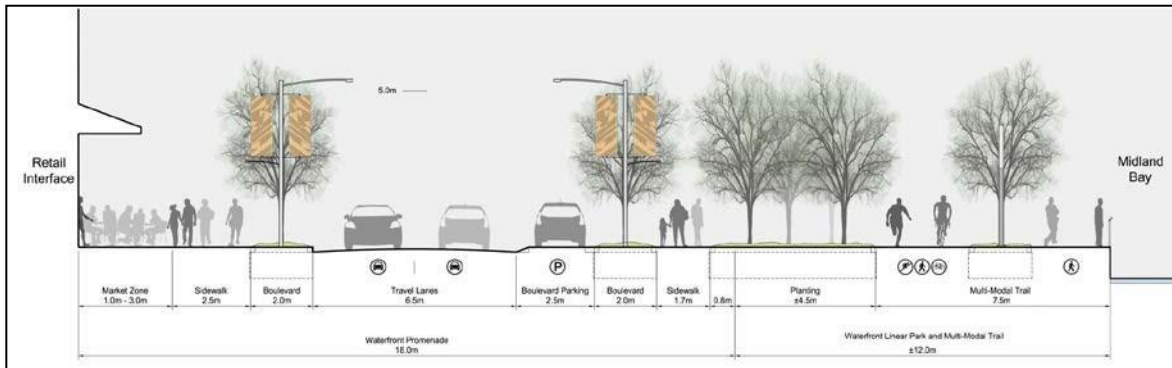 5.0m
Retail
Interface
Midland
Bay
P
Market Zone
1.0m - 3.0m
Sidewalk
2.5m
Boulevard
2.0m
Travel Lanes
6.5m
Boulevard Parking
2.5m
Boulevard
2.0m
Sidewalk
1.7m
0.8m
Planting
±4.5m
Multi-Modal Trail
7.5m
Waterfront Promenade
18.0m
Waterfront Linear Park and Multi-Modal Trail
±12.0m